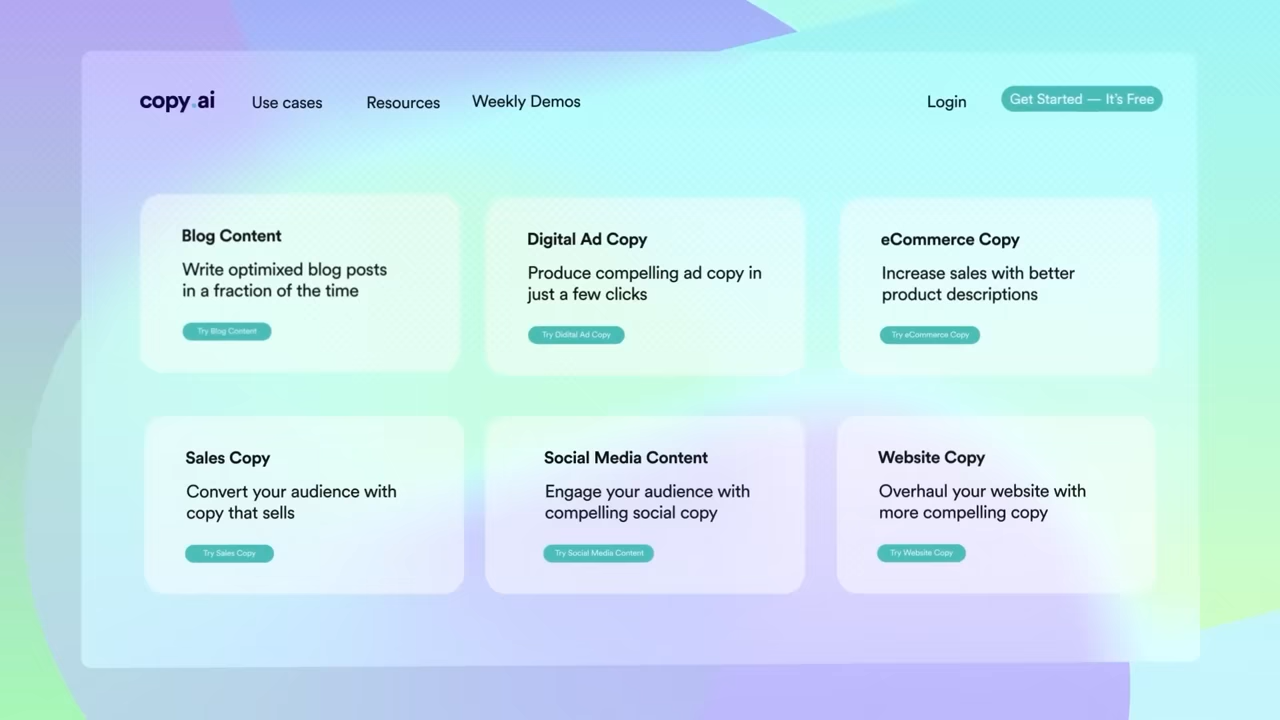 copy.ai
Use cases
Resources
Weekly Demos
Login
Get Started — It's Free
Blog Content
Write optimixed blog posts
in a fraction of the time
Try Blog Content
Digital Ad Copy
Produce compelling ad copy in
just a few clicks
Try Didital Ad Copy
eCommerce Copy
Increase sales with better
product descriptions
Try eCommerce Copy
Sales Copy
Convert your audience with
copy that sells
Try Sales Copy
Social Media Content
Engage your audience with
compelling social copy
Try Social Media Content
Website Copy
Overhaul your website with
more compelling copy
Try Website Copy